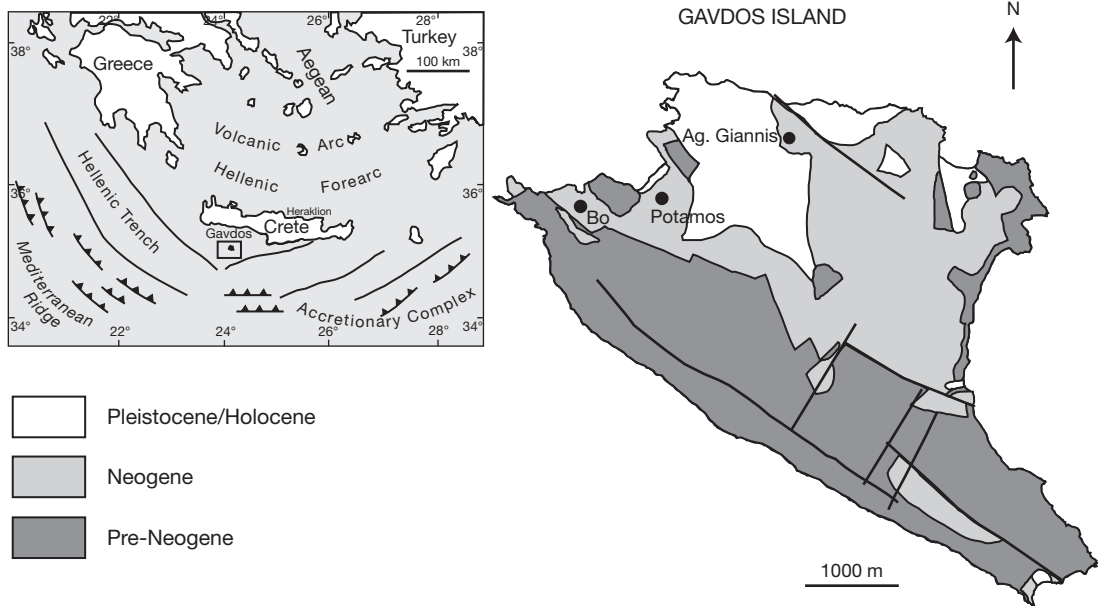 GAVDOS ISLAND
N
22°
24°
26°
28°
38°
38°
Greece
Turkey
100 km
Aegean
Volcanic Arc
Hellenic Forearc
36°
36°
Hellenic Trench
Heraklion
Crete
Gavdos
Mediterranean
Ridge
Accretionary Complex
34°
22°
24°
26°
28°
34°
Ag. Giannis
Bo
Potamos
Pleistocene/Holocene
Neogene
Pre-Neogene
1000 m